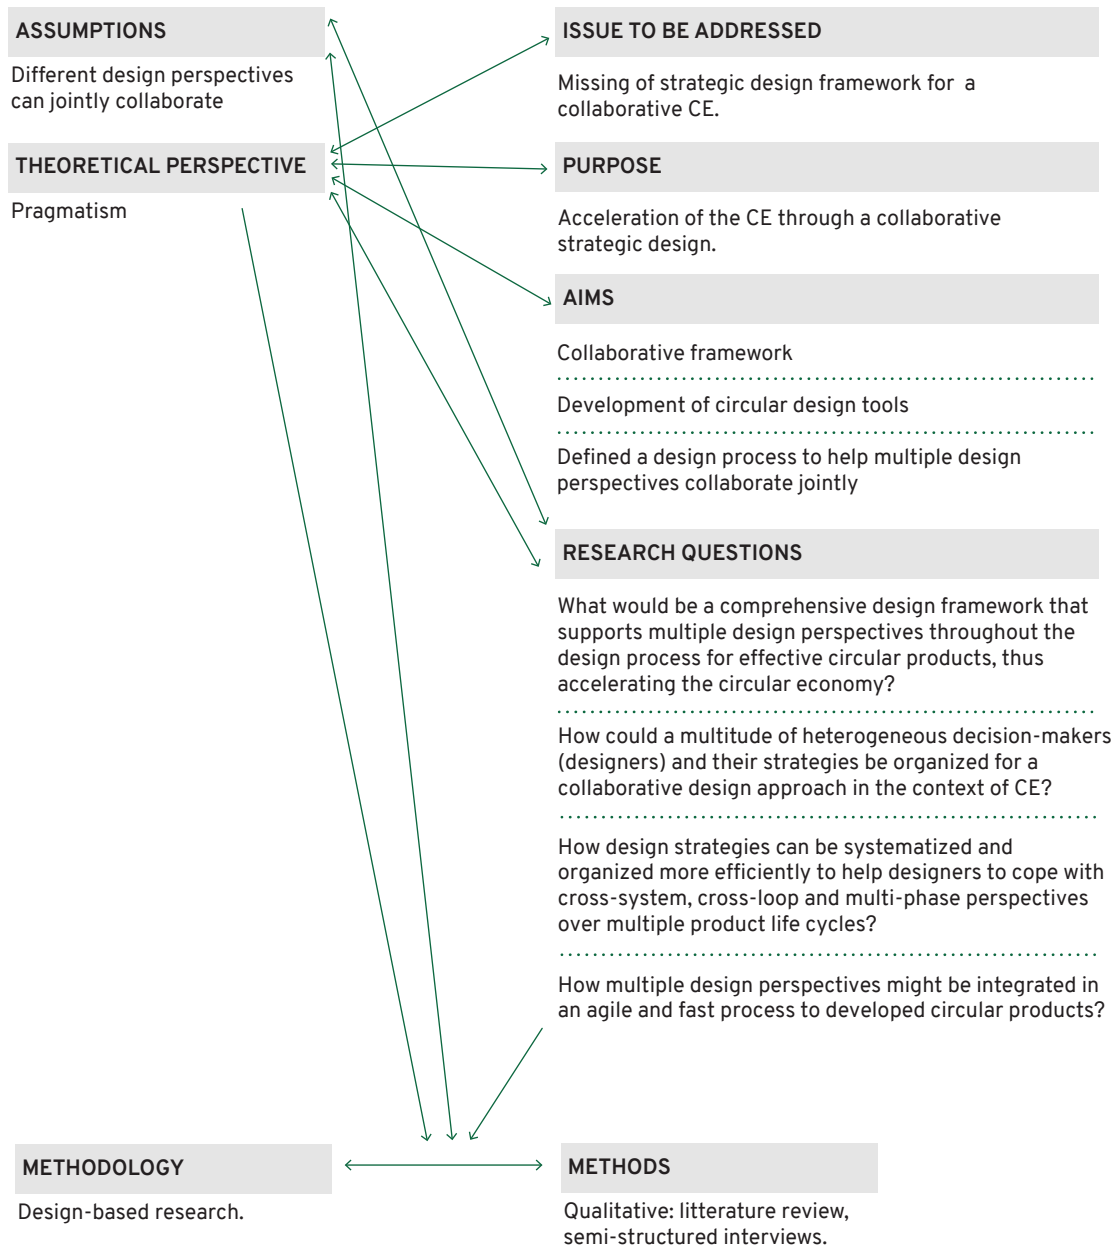 ASSUMPTIONS
Different design perspectives
can jointly collaborate
THEORETICAL PERSPECTIVE
Pragmatism
ISSUE TO BE ADDRESSED
Missing of strategic design framework for a
collaborative CE.
PURPOSE
Acceleration of the CE through a collaborative
strategic design.
AIMS
Collaborative framework
Development of circular design tools
Defined a design process to help multiple design
perspectives collaborate jointly
RESEARCH QUESTIONS
What would be a comprehensive design framework that
supports multiple design perspectives throughout the
design process for effective circular products, thus
accelerating the circular economy?
How could a multitude of heterogeneous decision-makers
(designers) and their strategies be organized for a
collaborative design approach in the context of CE?
How design strategies can be systematized and
organized more efficiently to help designers to cope with
cross-system, cross-loop and multi-phase perspectives
over multiple product life cycles?
How multiple design perspectives might be integrated in
an agile and fast process to developed circular products?
METHODOLOGY
Design-based research.
METHODS
Qualitative: litterature review,
semi-structured interviews.